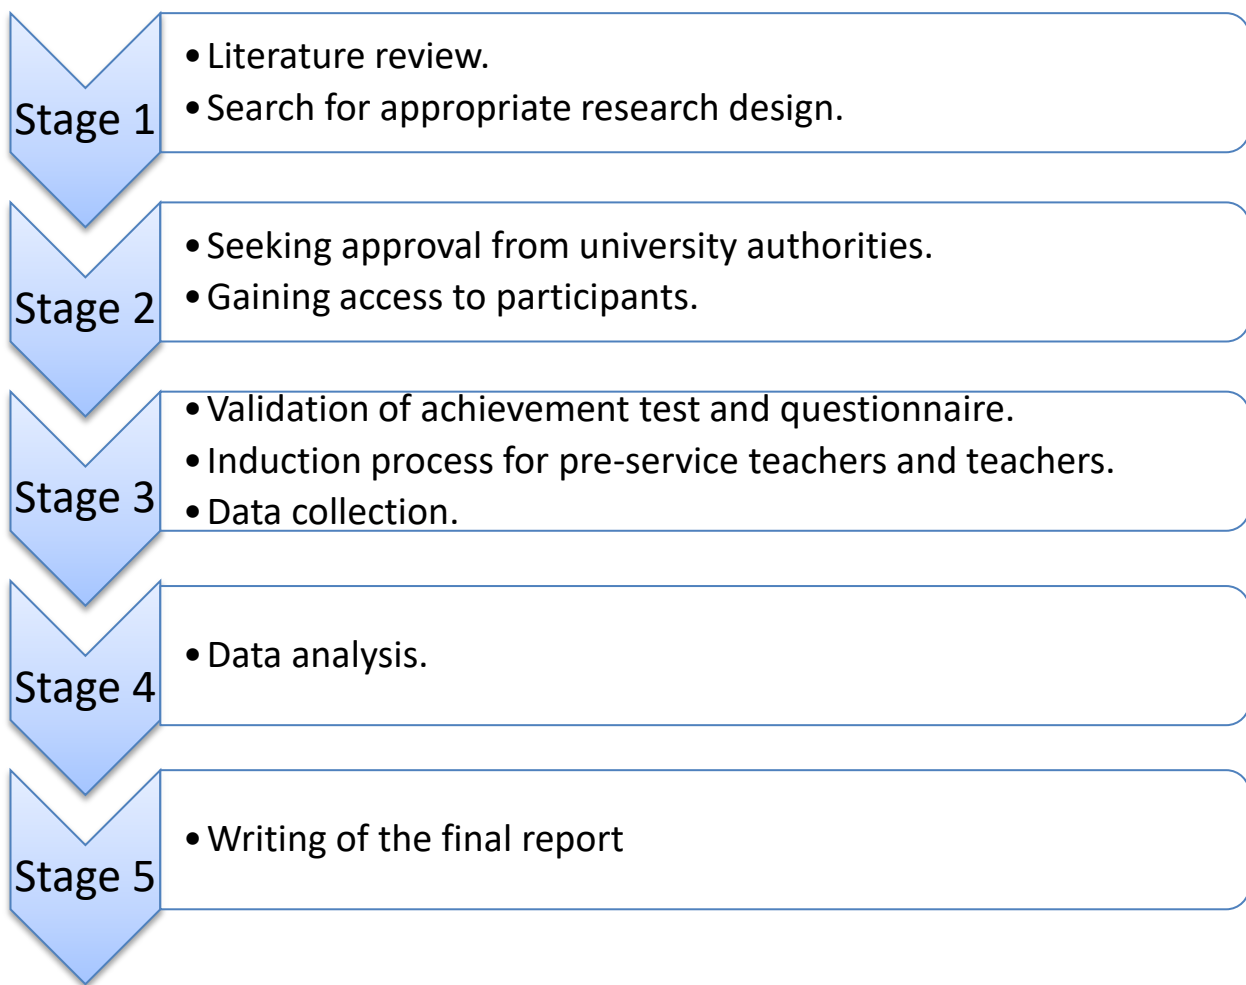 Stage 1
• Literature review.
• Search for appropriate research design.
Stage 2
• Seeking approval from university authorities.
• Gaining access to participants.
Stage 3
• Validation of achievement test and questionnaire.
• Induction process for pre-service teachers and teachers.
• Data collection.
Stage 4
• Data analysis.
Stage 5
• Writing of the final report